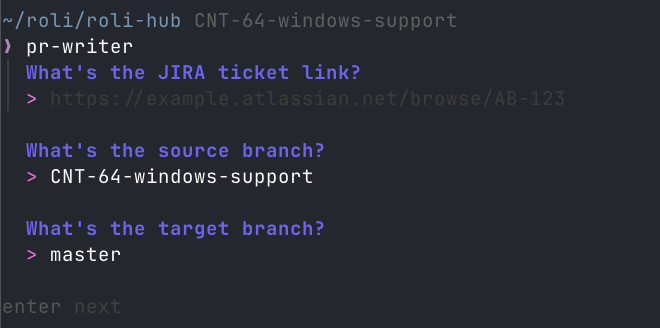 ~/roli/roli-hub CNT-64-windows-support
❯ pr-writer
What's the JIRA ticket link?
> https://example.atlassian.net/browse/AB-123
What's the source branch?
> CNT-64-windows-support
What's the target branch?
> master
enter next